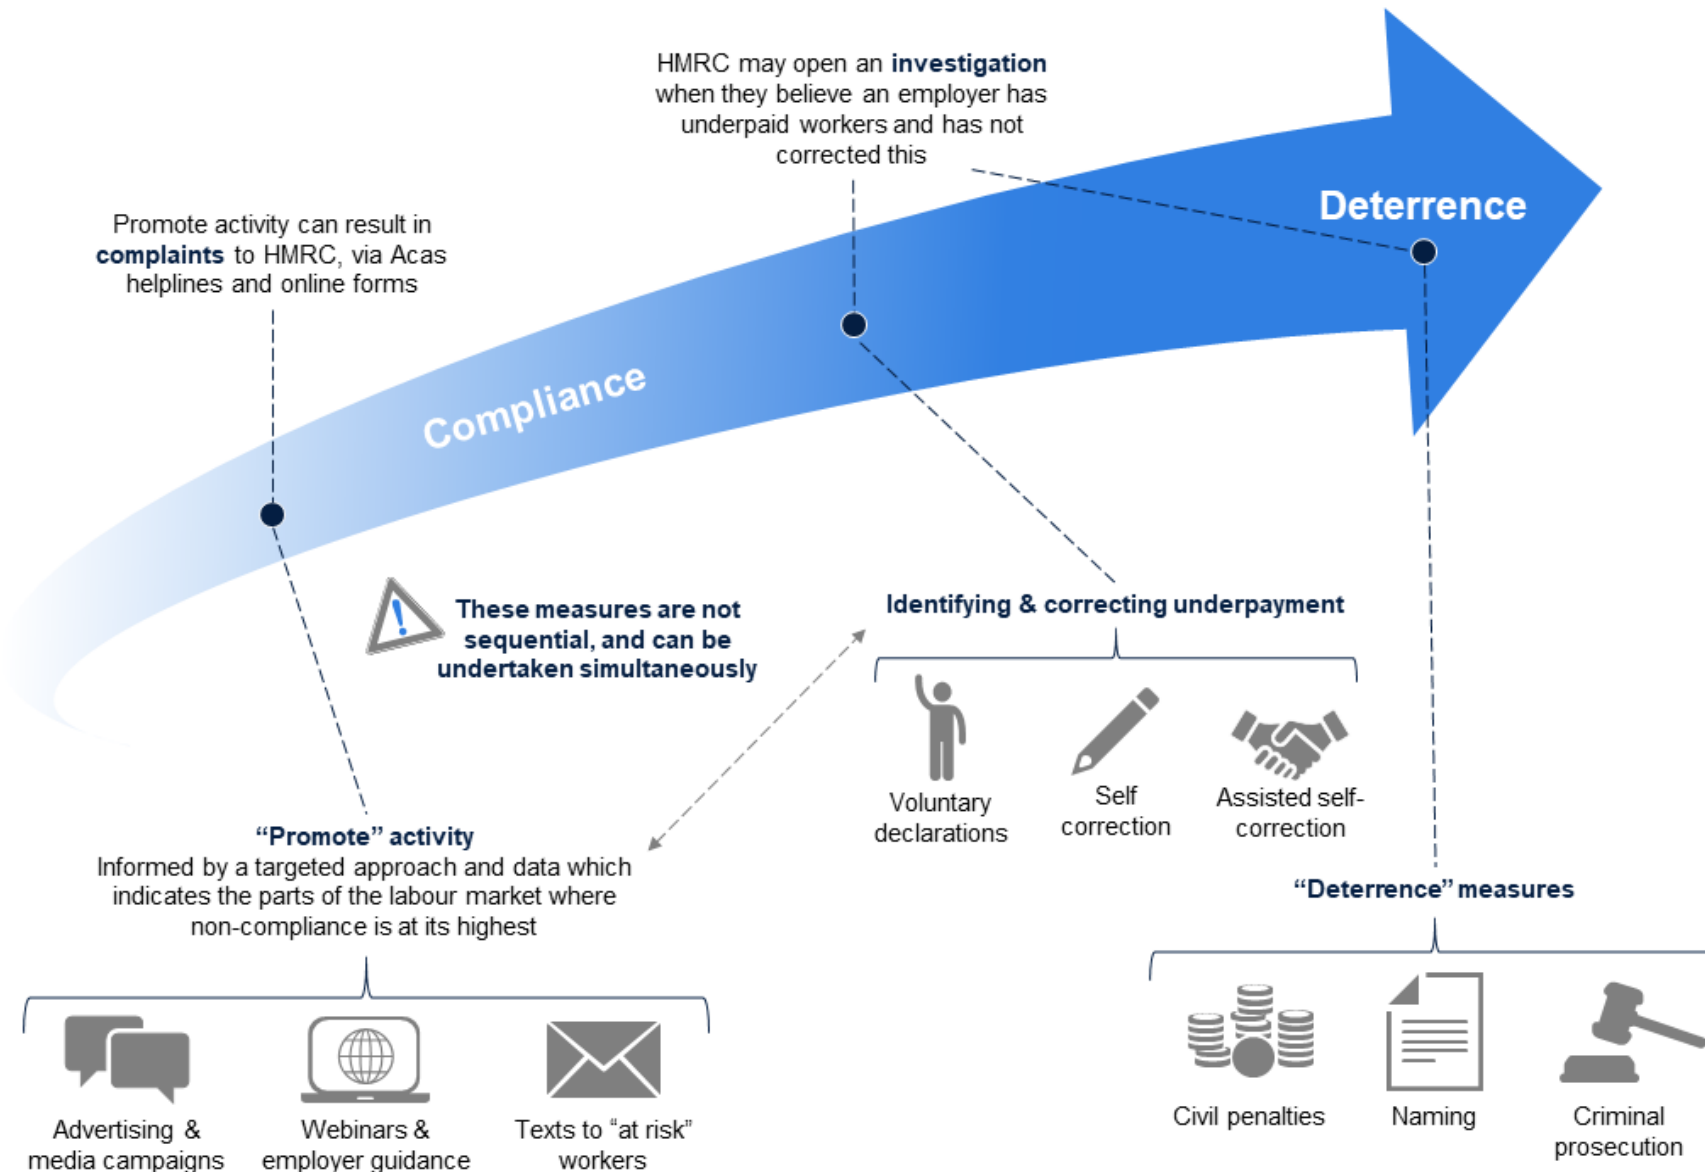 HMRC may open an investigation
when they believe an employer has
underpaid workers and has not
corrected this
Deterrence
Promote activity can result in
complaints to HMRC, via Acas
helplines and online forms
Compliance
These measures are not
sequential, and can be
undertaken simultaneously
Identifying & correcting underpayment
Voluntary
declarations
Self
correction
Assisted self-
correction
“Promote” activity
Informed by a targeted approach and data which
indicates the parts of the labour market where
non-compliance is at its highest
Advertising &
media campaigns
Webinars &
employer guidance
Texts to “at risk”
workers
“Deterrence” measures
Civil penalties
Naming
Criminal
prosecution